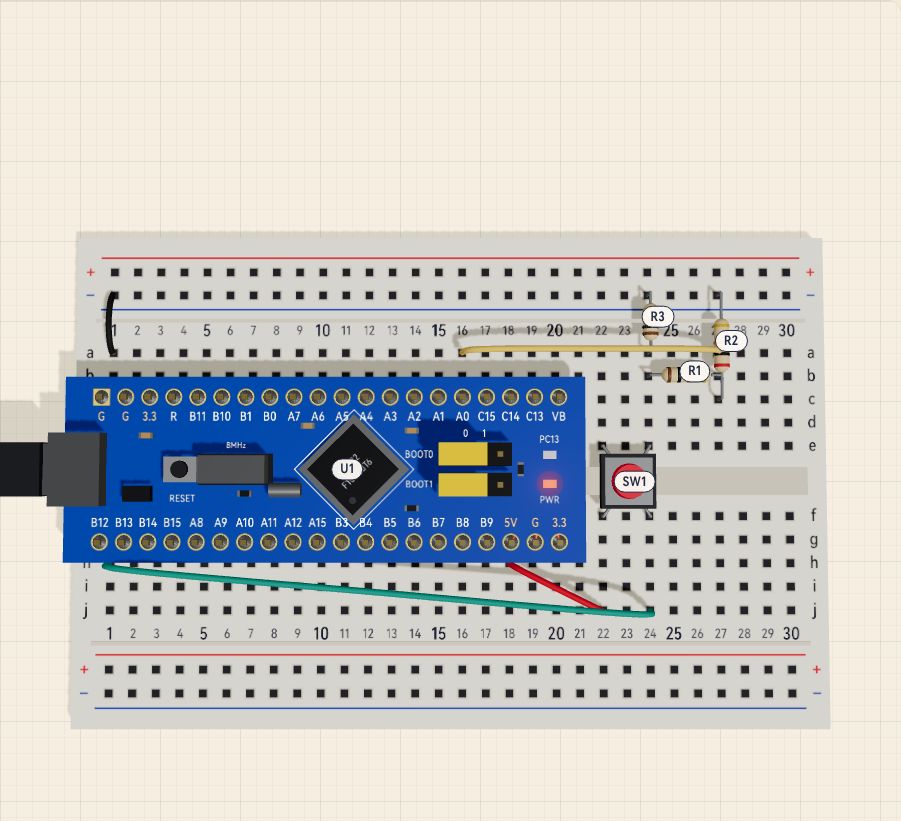 + +
− −
1 2 3 4 5 6 7 8 9 10 11 12 13 14 15 16 17 18 19 20 21 22 23 25 28 29 30
R3
R2
a a
b b
R1
c c
G G 3.3 R B11 B10 B1 B0 A7 A6 A5 A4 A3 A2 A1 A0 C15 C14 C13 VB
d d
0 1
PC13
8MHz
e e
BOOT0
U1
SW1
BOOT1
RESET
PWR
B12 B13 B14 B15 A8 A9 A10 A11 A12 A15 B3 B4 B5 B6 B7 B8 B9 5V G 3.3
f
g
h h
i i
j j
1 2 3 4 5 6 7 8 9 10 11 12 13 14 15 16 17 18 19 20 21 22 23 24 25 26 27 28 29 30
+ +
− −